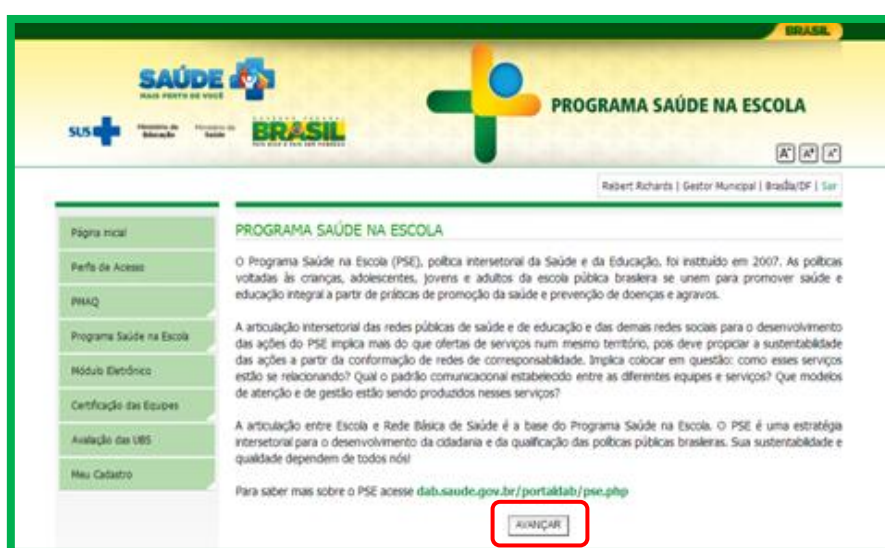 BRASIL
SAÚDE
MAIS PERTO DE VOCÊ
PROGRAMA SAÚDE NA ESCOLA
SUS
Ministério da Educação
Ministério da Saúde
GOVERNO FEDERAL
BRASIL
PAÍS RICO É PAÍS SEM POBREZA
A- A+ A
Rebert Richards | Gestor Municipal | Brasília/DF | Sair
Página Inicial
Perfis de Acesso
PMAQ
Programa Saúde na Escola
Módulo Eletrônico
Certificação das Equipes
Avaliação das UBS
Meu Cadastro
PROGRAMA SAÚDE NA ESCOLA
O Programa Saúde na Escola (PSE), política intersetorial da Saúde e da Educação, foi instituído em 2007. As políticas
voltadas às crianças, adolescentes, jovens e adultos da escola pública brasileira se unem para promover saúde e
educação integral a partir de práticas de promoção da saúde e prevenção de doenças e agravos.
A articulação intersetorial das redes públicas de saúde e de educação e das demais redes sociais para o desenvolvimento
das ações do PSE implica mais do que ofertas de serviços num mesmo território, pois deve propiciar a sustentabilidade
das ações a partir da conformação de redes de corresponsabilidade. Implica colocar em questão: como esses serviços
estão se relacionando? Qual o padrão comunicacional estabelecido entre as diferentes equipes e serviços? Que modelos
de atenção e de gestão estão sendo produzidos nesses serviços?
A articulação entre Escola e Rede Básica de Saúde é a base do Programa Saúde na Escola. O PSE é uma estratégia
intersetorial para o desenvolvimento da cidadania e da qualificação das políticas públicas brasileiras. Sua sustentabilidade e
qualidade dependem de todos nós!
Para saber mais sobre o PSE acesse dab.saude.gov.br/portaldab/pse.php
AVANÇAR